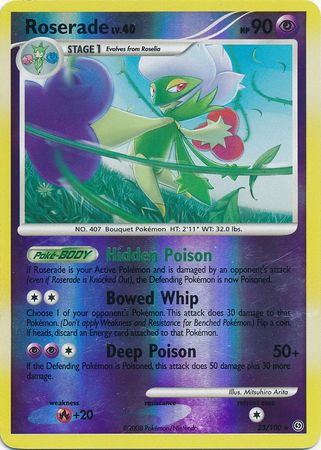 Roserade LV.40 HP 90
STAGE 1 Evolves from Roselia
NO. 407 Bouquet Pokémon HT: 2'11" WT: 32.0 lbs.
Poké-BODY Hidden Poison
If Roserade is your Active Pokémon and is damaged by an opponent's attack
(even if Roserade is Knocked Out), the Defending Pokémon is now Poisoned.
Bowed Whip
Choose 1 of your opponent's Pokémon. This attack does 30 damage to that
Pokémon. (Don't apply Weakness and Resistance for Benched Pokémon.) Flip a coin.
If heads, discard an Energy card attached to that Pokémon.
Deep Poison 50+
If the Defending Pokémon is Poisoned, this attack does 50 damage plus 30 more
damage.
Illus. Mitsuhiro Arita
weakness resistance
+20
©2008 Pokémon/Nintendo 23/100